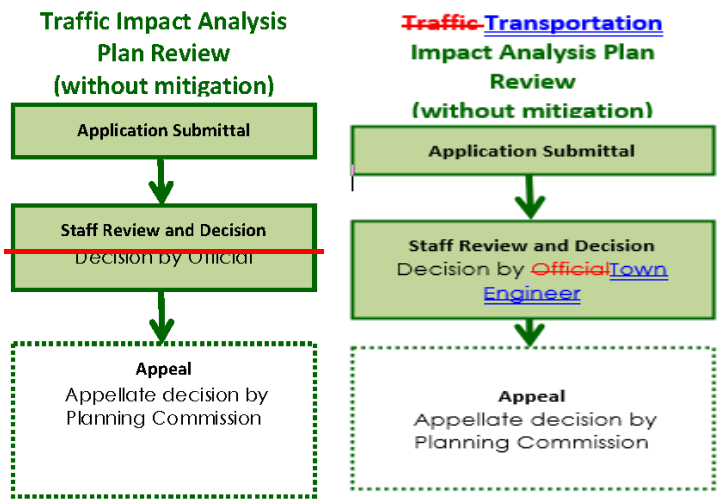 Traffic Impact Analysis
Plan Review
(without mitigation)
Application Submittal
Staff Review and Decision
Decision by Official
Appeal
Appellate decision by
Planning Commission
Traffic Transportation
Impact Analysis Plan
Review
(without mitigation)
Application Submittal
Staff Review and Decision
Decision by OfficialTown
Engineer
Appeal
Appellate decision by
Planning Commission